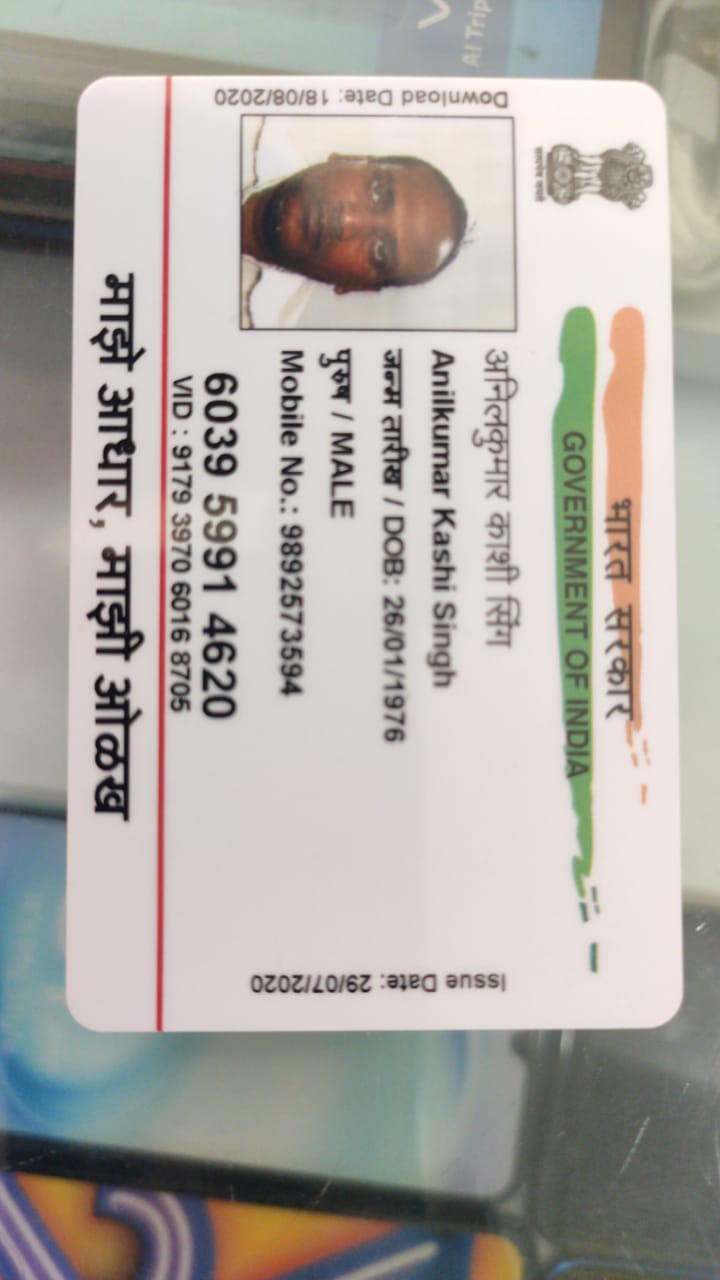 भारत सरकार
GOVERNMENT OF INDIA
Download Date: 18/08/2020
Issue Date: 29/07/2020
अनिलकुमार काशी सिंग
Anilkumar Kashi Singh
जन्म तारीख / DOB: 26/01/1976
पुरुष / MALE
Mobile No.: 9892573594
6039 5991 4620
VID : 9179 3970 6016 8705
माझे आधार, माझी ओळख
AI Trip